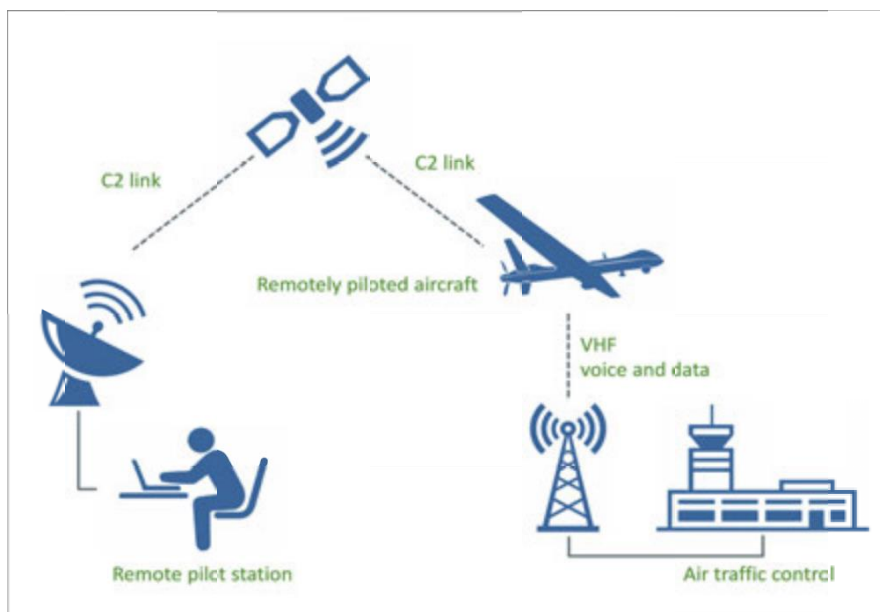 C2 link
C2 link
Remotely piloted aircraft
VHF
voice and data
Remote pilot station
Air traffic control